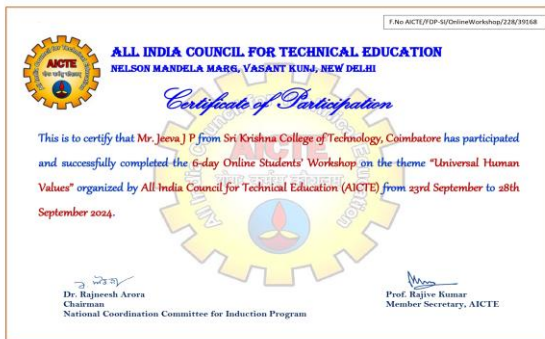 F.No AICTE/FDP-SI/OnlineWorkshop/228/39168
AICTE
ALL INDIA COUNCIL FOR TECHNICAL EDUCATION
NELSON MANDELA MARG, VASANT KUNJ, NEW DELHI
Certificate of Participation
This is to certify that Mr. Jeeva J P from Sri Krishna College of Technology, Coimbatore has participated
and successfully completed the 6-day Online Students' Workshop on the theme “Universal Human
Values” organized by All India Council for Technical Education (AICTE) from 23rd September to 28th
September 2024.
Dr. Rajneesh Arora
Chairman
National Coordination Committee for Induction Program
Prof. Rajive Kumar
Member Secretary, AICTE